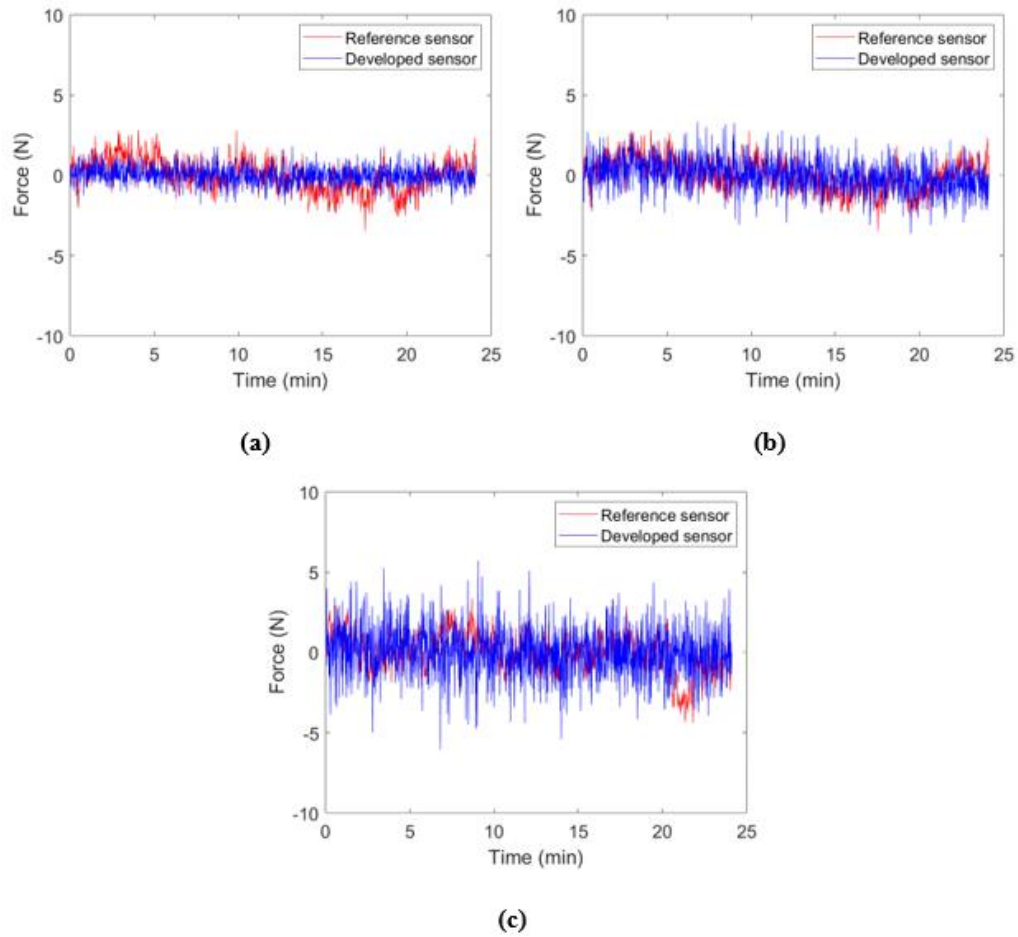 10
5
0
-5
-10
Force (N)
Reference sensor
Developed sensor
0 5 10 15 20 25
Time (min)
(a)
10
5
0
-5
-10
Force (N)
Reference sensor
Developed sensor
0 5 10 15 20 25
Time (min)
(b)
10
5
0
-5
-10
Force (N)
Reference sensor
Developed sensor
0 5 10 15 20 25
Time (min)
(c)